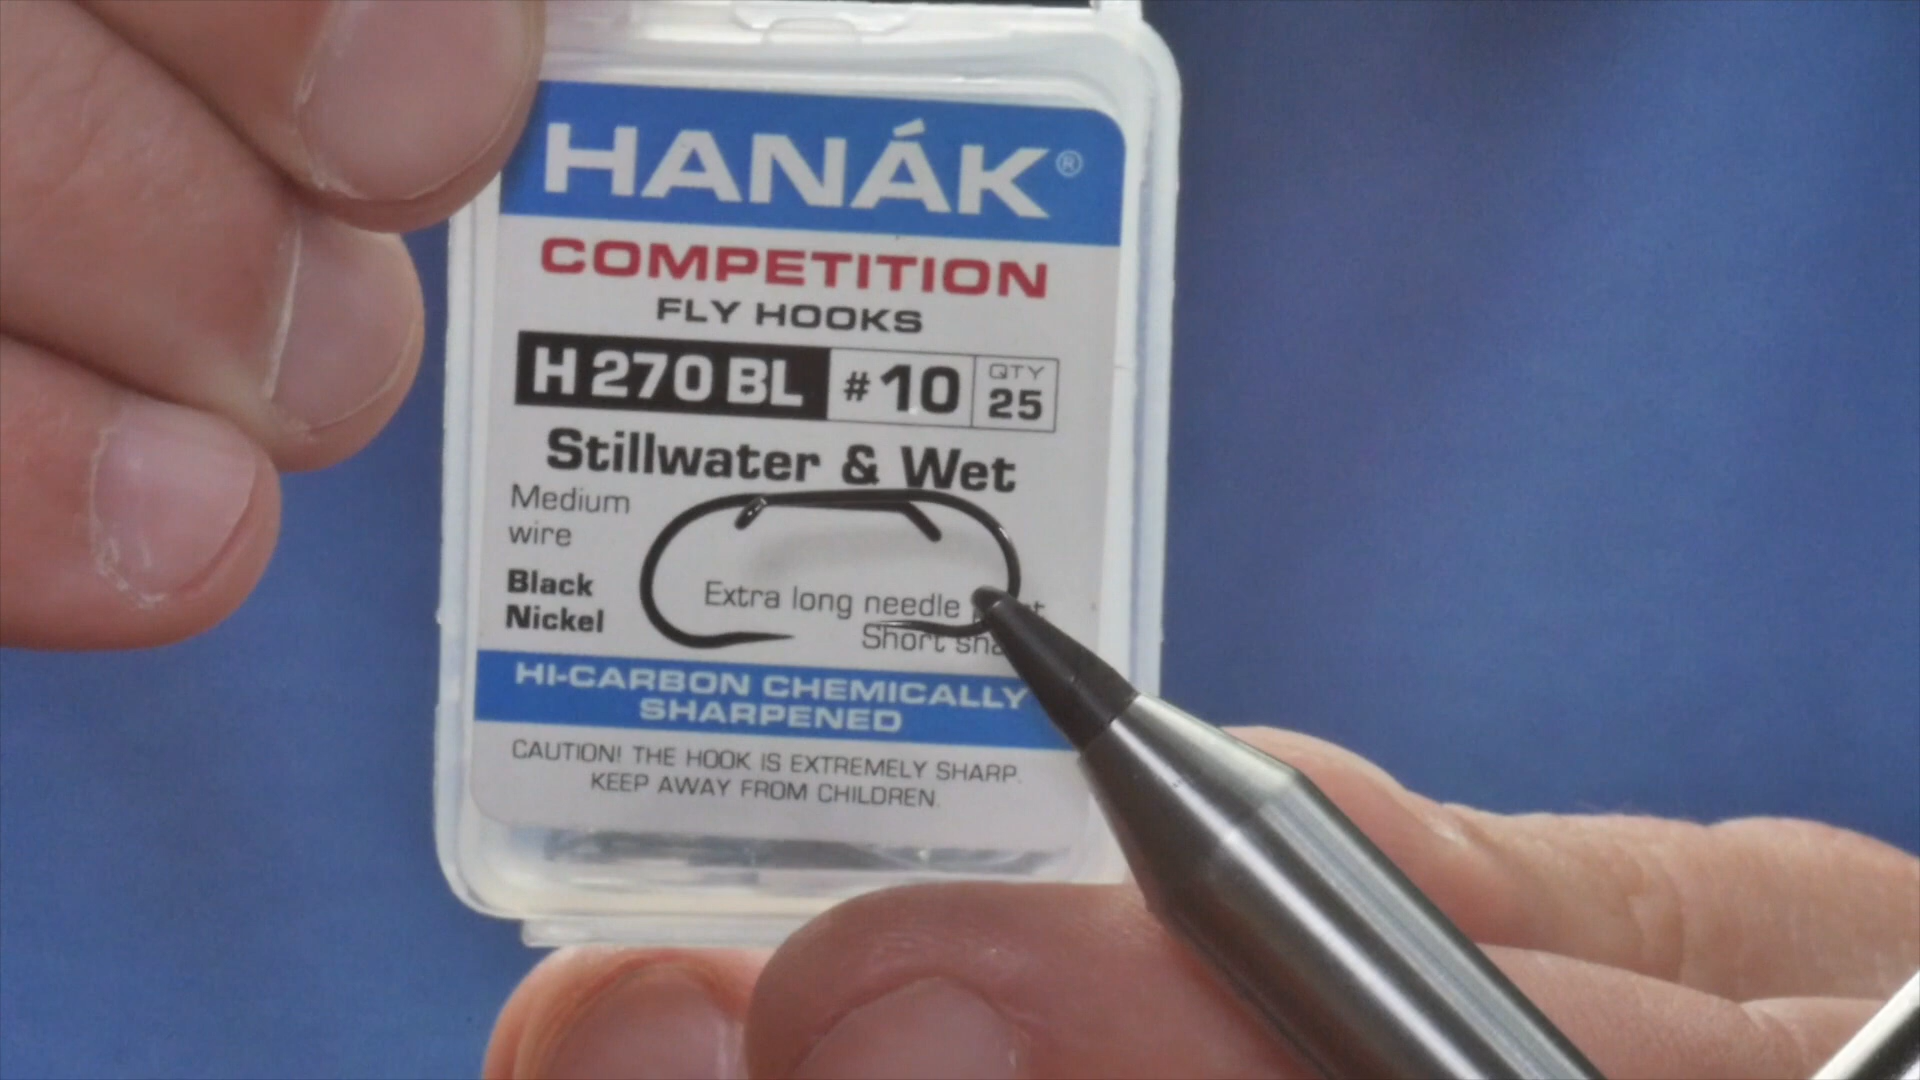 HANÁK®
COMPETITION
FLY HOOKS
H 270 BL #10 QTY 25
Stillwater & Wet
Medium
wire
Black
Nickel
Extra long needle
Short
HI-CARBON CHEMICALLY
SHARPENED
CAUTION! THE HOOK IS EXTREMELY SHARP.
KEEP AWAY FROM CHILDREN.